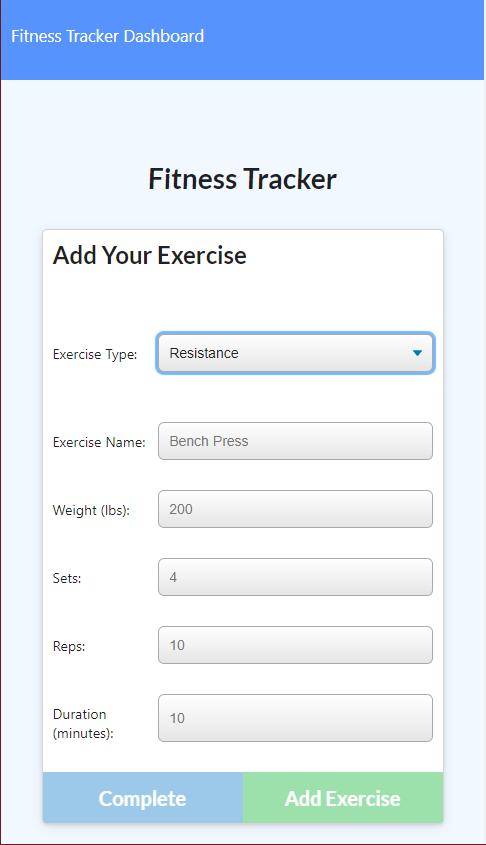 Fitness Tracker Dashboard
Fitness Tracker
Add Your Exercise
Exercise Type: Resistance
Exercise Name: Bench Press
Weight (lbs): 200
Sets: 4
Reps: 10
Duration
(minutes): 10
Complete Add Exercise